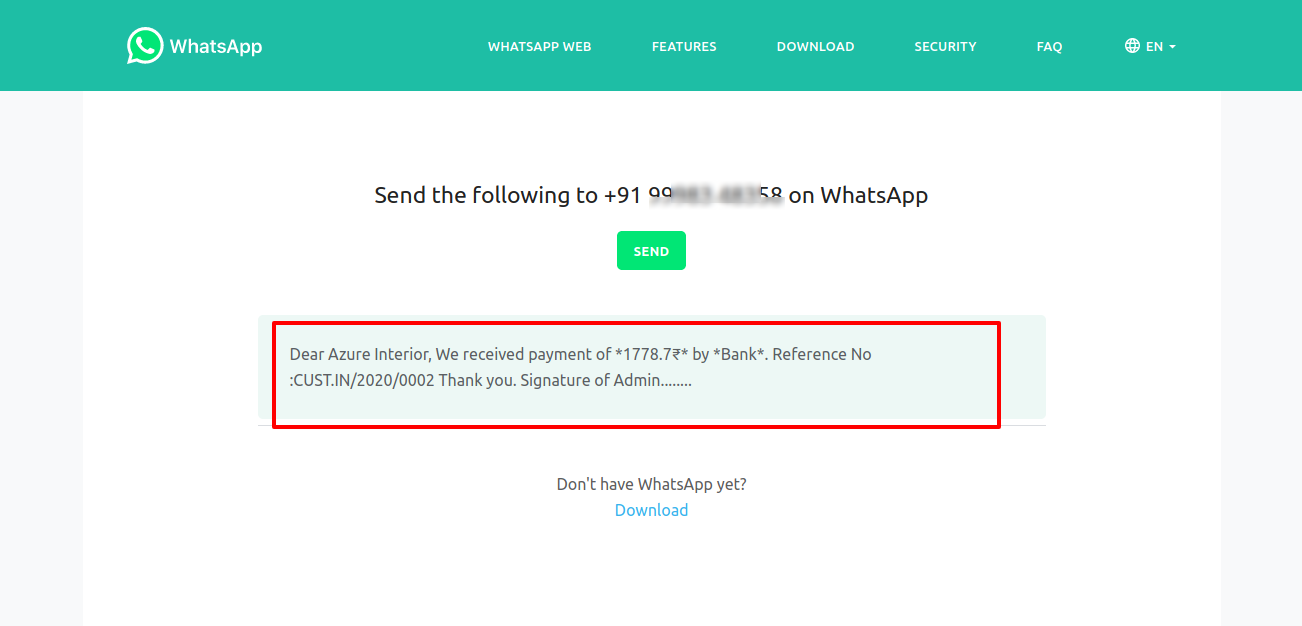 WhatsApp
WHATSAPP WEB
FEATURES
DOWNLOAD
SECURITY
FAQ
EN
Send the following to +91 99 58 on WhatsApp
SEND
Dear Azure Interior, We received payment of *1778.7₹* by *Bank*. Reference No
:CUST.IN/2020/0002 Thank you. Signature of Admin........
Don't have WhatsApp yet?
Download